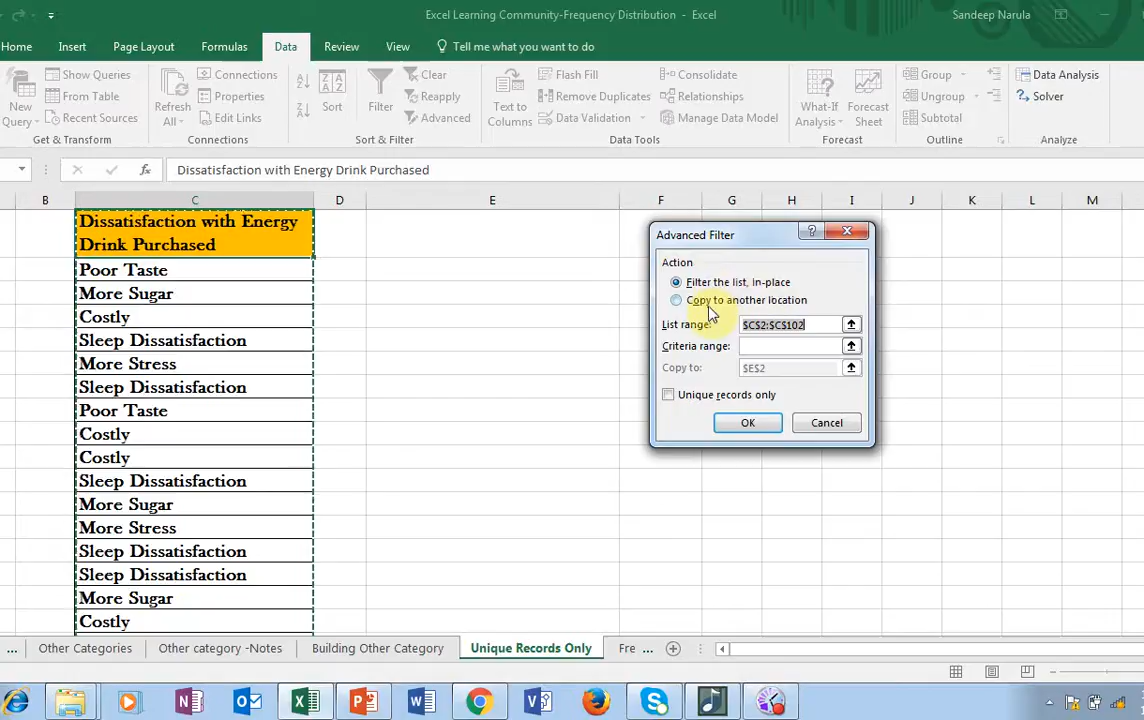 Excel Learning Community-Frequency Distribution - Excel
Sandeep Narula
Home Insert Page Layout Formulas Data Review View Tell me what you want to do
New Query
Show Queries
From Table
Recent Sources
Get & Transform
Refresh All
Connections
Properties
Edit Links
Connections
Sort
Filter
Clear
Reapply
Advanced
Sort & Filter
Text to Columns
Flash Fill
Remove Duplicates
Data Validation
Consolidate
Relationships
Manage Data Model
Data Tools
What-If Analysis
Forecast Sheet
Forecast
Group
Ungroup
Subtotal
Outline
Data Analysis
Solver
Analyze
fx Dissatisfaction with Energy Drink Purchased
B C D E F G H I J K L M
Dissatisfaction with Energy
Drink Purchased
Poor Taste
More Sugar
Costly
Sleep Dissatisfaction
More Stress
Sleep Dissatisfaction
Poor Taste
Costly
Costly
Sleep Dissatisfaction
More Sugar
More Stress
Sleep Dissatisfaction
Sleep Dissatisfaction
More Sugar
Costly
Advanced Filter
?
Action
Filter the list, in-place
Copy to another location
List range: $C$2:$C$102
Criteria range:
Copy to: $E$2
Unique records only
OK Cancel
... Other Categories Other category -Notes Building Other Category Unique Records Only Fre ...